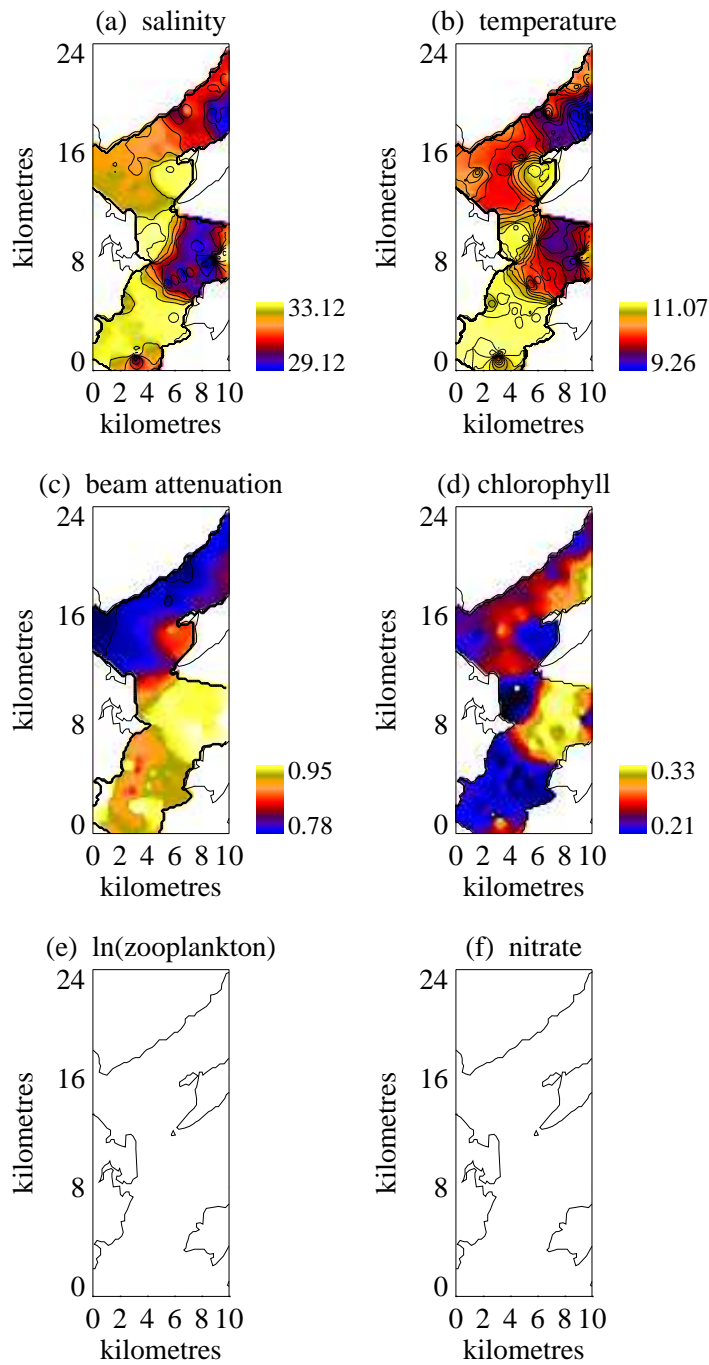 (a) salinity
(b) temperature
24
16
8
0
kilometres
33.12
29.12
0 2 4 6 8 10
kilometres
24
16
8
0
kilometres
11.07
9.26
0 2 4 6 8 10
kilometres
(c) beam attenuation
(d) chlorophyll
24
16
8
0
kilometres
0.95
0.78
0 2 4 6 8 10
kilometres
24
16
8
0
kilometres
0.33
0.21
0 2 4 6 8 10
kilometres
(e) ln(zooplankton)
(f) nitrate
24
16
8
0
kilometres
0 2 4 6 8 10
kilometres
24
16
8
0
kilometres
0 2 4 6 8 10
kilometres